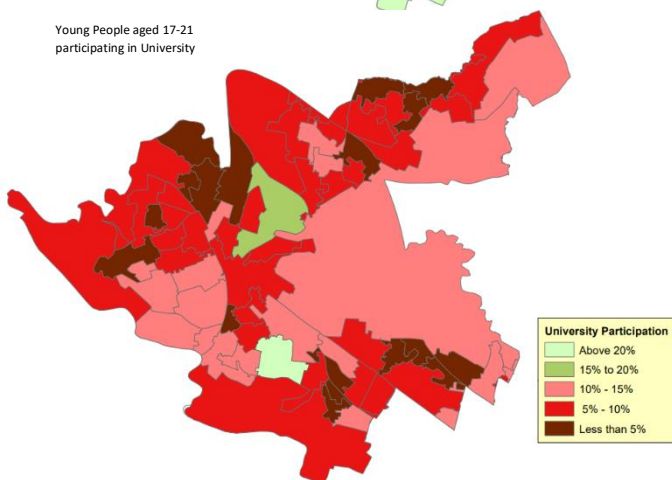 Young People aged 17-21
participating in University
University Participation
Above 20%
15% to 20%
10% - 15%
5% - 10%
Less than 5%